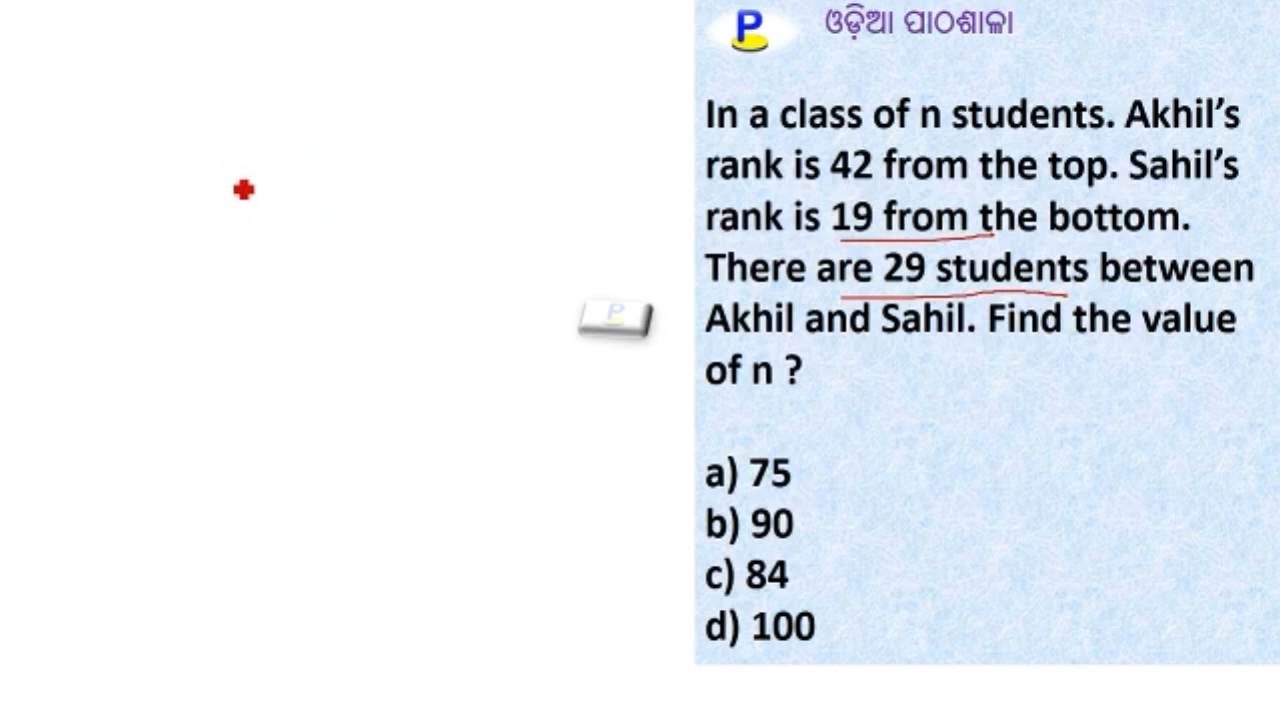 P ଓଡ଼ିଆ ପାଠଶାଳା
In a class of n students. Akhil’s
rank is 42 from the top. Sahil’s
rank is 19 from the bottom.
There are 29 students between
Akhil and Sahil. Find the value
of n ?
a) 75
b) 90
c) 84
d) 100
P